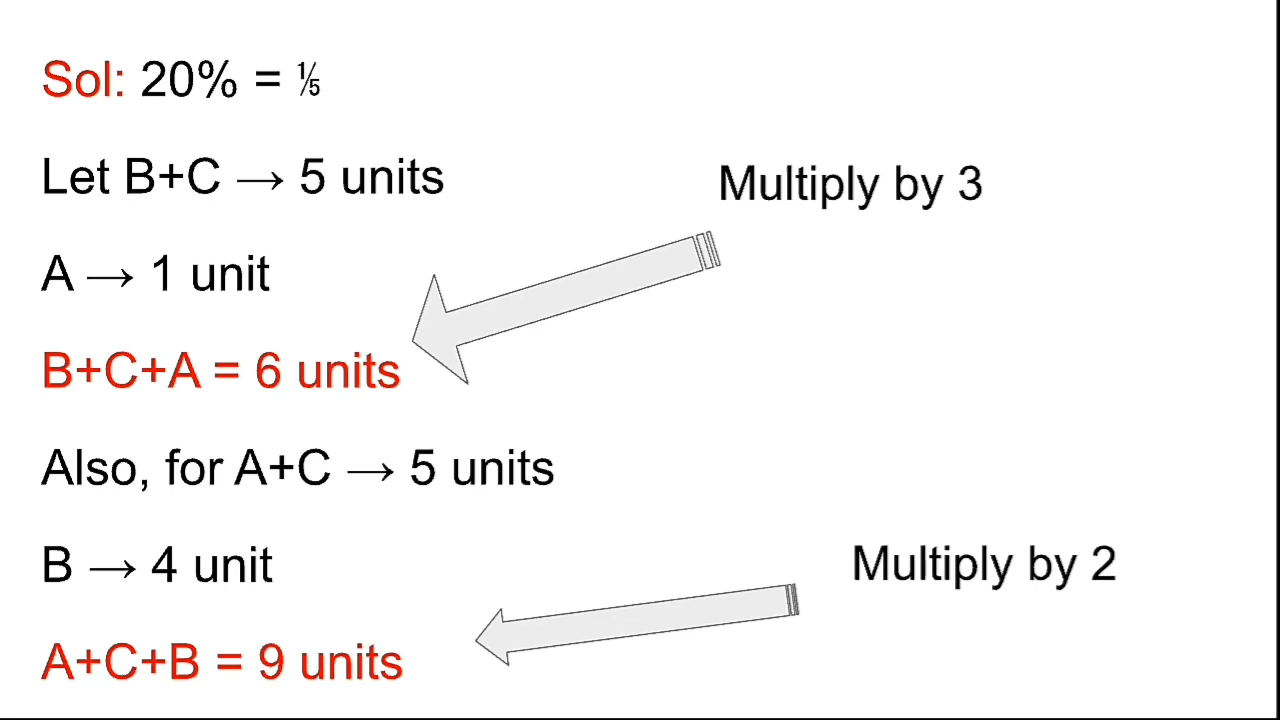 Sol: 20% = ⅕
Let B+C → 5 units
Multiply by 3
A → 1 unit
B+C+A = 6 units
Also, for A+C → 5 units
B → 4 unit
Multiply by 2
A+C+B = 9 units